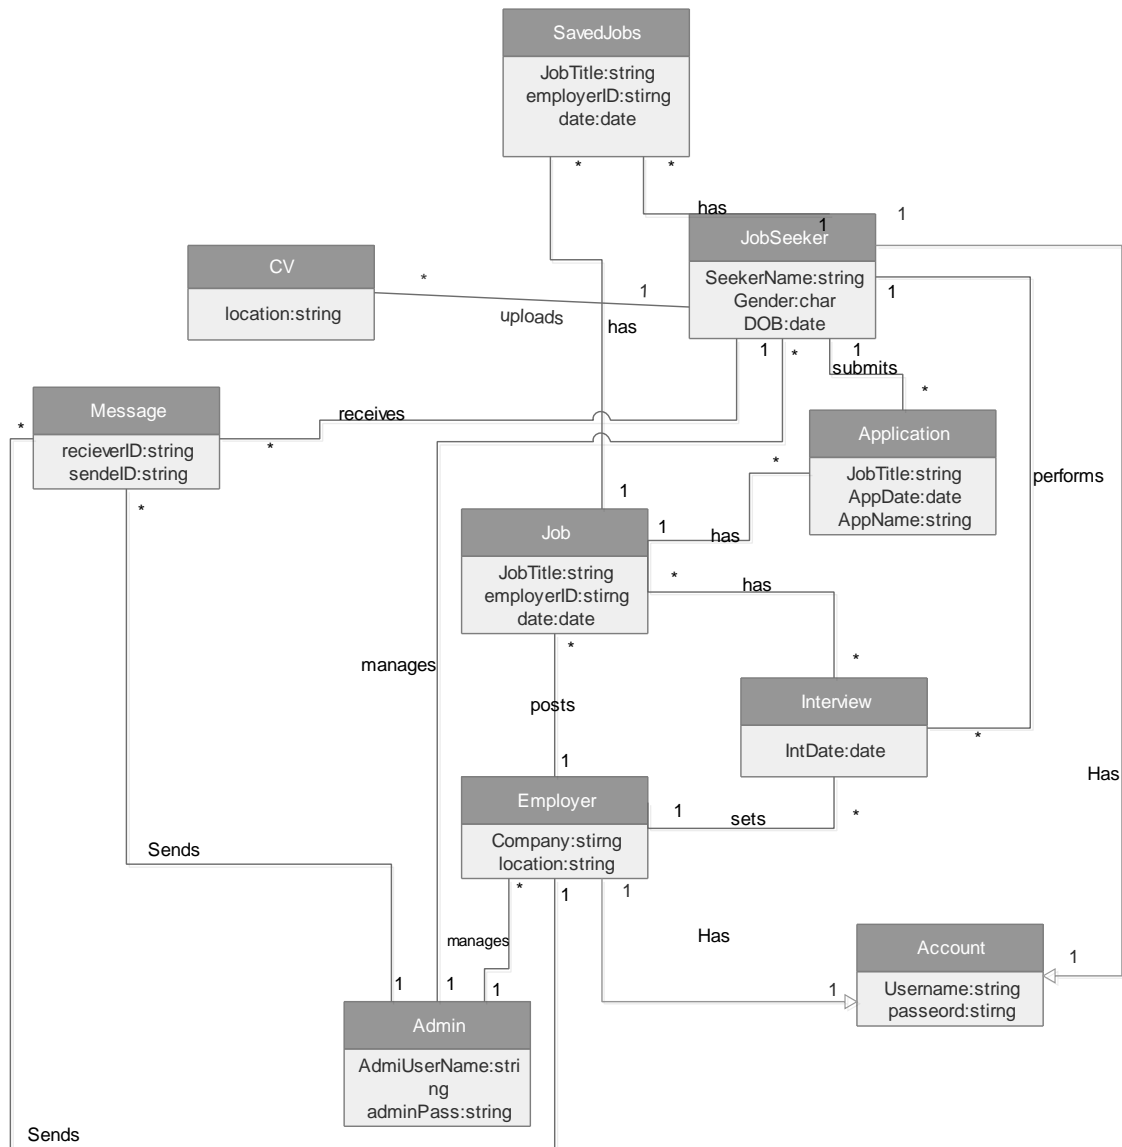 SavedJobs
JobTitle:string
employerID:stirng
date:date
*
*
has
1
1
JobSeeker
SeekerName:string
Gender:char
DOB:date
CV
location:string
*
1
uploads
has
1
1
*
1
submits
*
Message
recieverID:string
sendeID:string
*
receives
*
*
Application
JobTitle:string
AppDate:date
AppName:string
*
performs
1
1
has
Job
JobTitle:string
employerID:stirng
date:date
*
has
*
*
manages
posts
1
Interview
IntDate:date
*
*
Has
Employer
Company:stirng
location:string
1
sets
Sends
*
1
1
manages
Has
Account
Username:string
passeord:stirng
1
1
1
1
1
Admin
AdmiUserName:stri
ng
adminPass:string
Sends